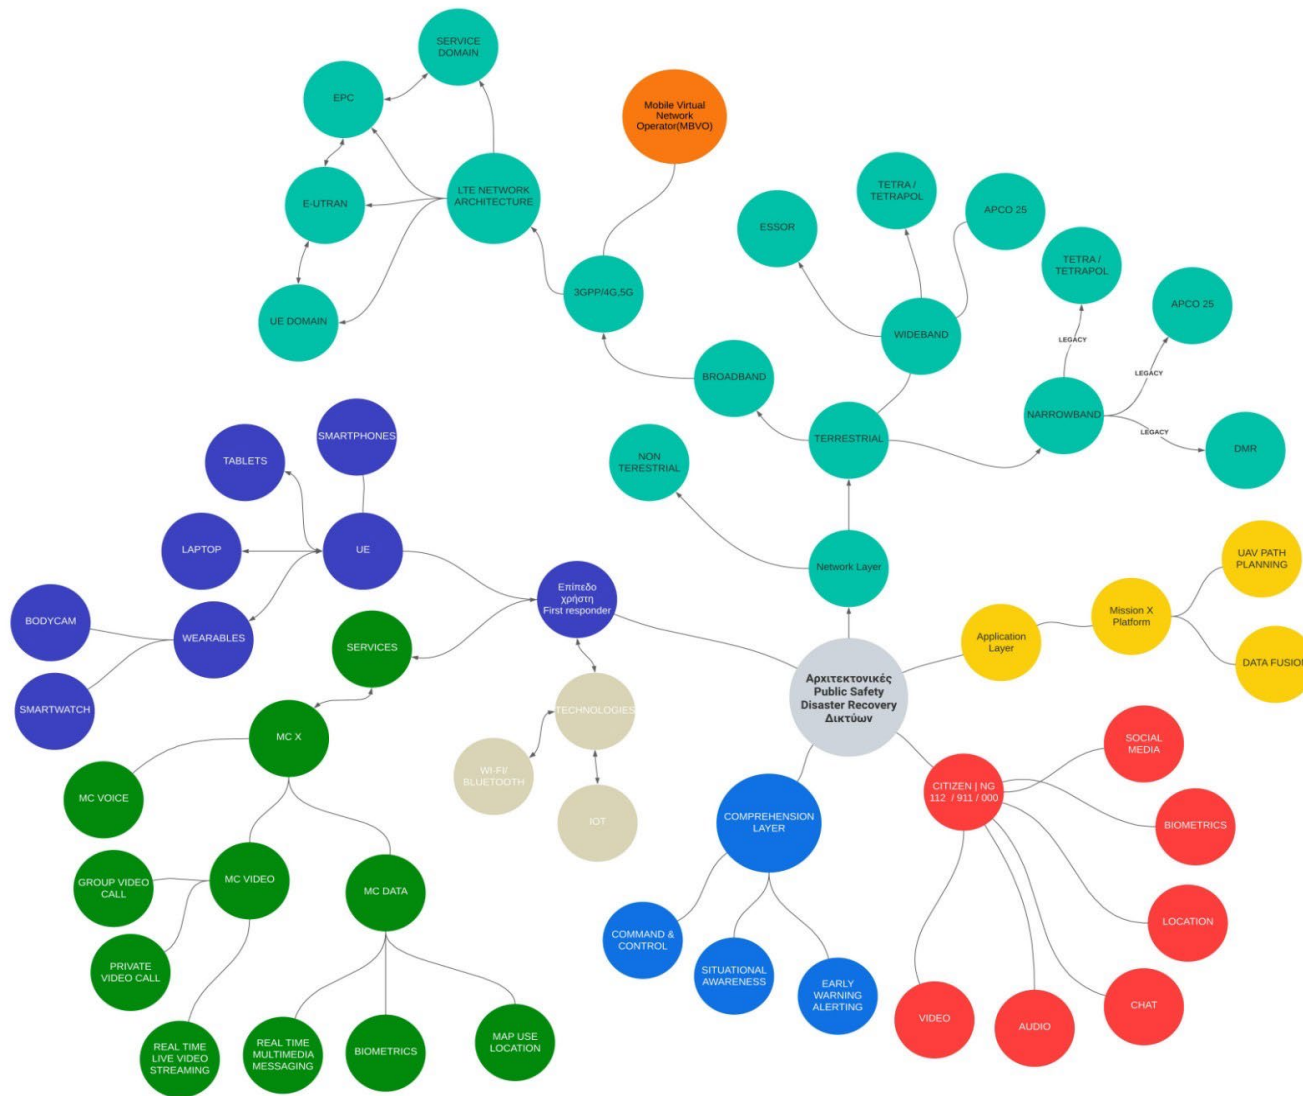 SERVICE
DOMAIN
EPC
Mobile Virtual
Network
Operator(MBVO)
E-UTRAN
LTE NETWORK
ARCHITECTURE
UE DOMAIN
3GPP/4G,5G
ESSOR
TETRA /
TETRAPOL
APCO 25
TETRA /
TETRAPOL
APCO 25
WIDEBAND
LEGACY
LEGACY
LEGACY
BROADBAND
NARROWBAND
DMR
TERRESTRIAL
NON
TERESTRIAL
Network Layer
SMARTPHONES
TABLETS
LAPTOP
UE
BODYCAM
WEARABLES
SMARTWATCH
Επίπεδο
χρήστη
First responder
SERVICES
MC X
TECHNOLOGIES
WI-FI/
BLUETOOTH
IOT
MC VOICE
MC VIDEO
GROUP VIDEO
CALL
MC DATA
PRIVATE
VIDEO CALL
REAL TIME
LIVE VIDEO
STREAMING
REAL TIME
MULTIMEDIA
MESSAGING
BIOMETRICS
MAP USE
LOCATION
Αρχιτεκτονικές
Public Safety
Disaster Recovery
Δικτύων
Application
Layer
Mission X
Platform
UAV PATH
PLANNING
DATA FUSION
COMPREHENSION
LAYER
COMMAND &
CONTROL
SITUATIONAL
AWARENESS
EARLY
WARNING
ALERTING
CITIZEN | NG
112 / 911 / 000
SOCIAL
MEDIA
BIOMETRICS
LOCATION
CHAT
AUDIO
VIDEO